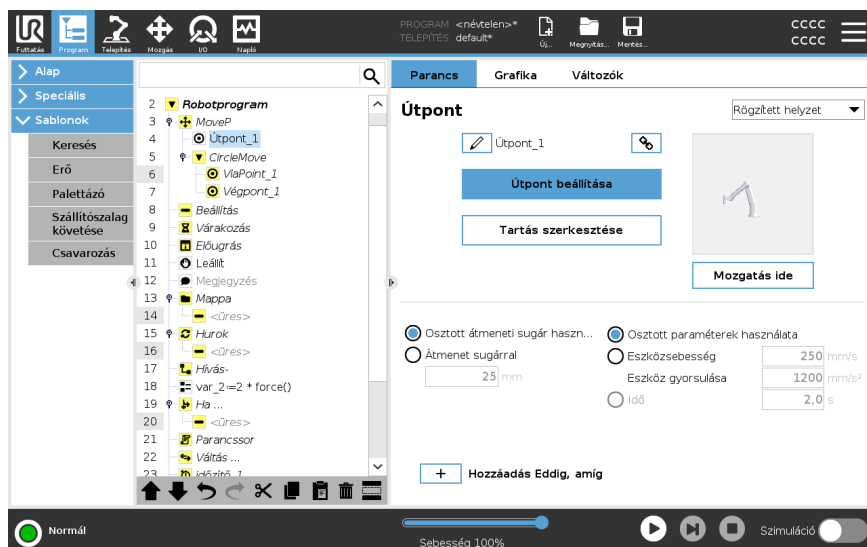 PROGRAM <névtelen>*
TELEPÍTÉS default*
Futtatás
Program
Telepítés
Mozgás
I/O
Napló
Új...
Megnyitás...
Mentés...
CCCC
CCCC
Alap
Speciális
Sablonok
Keresés
Erő
Palettázó
Szállítószalag
követése
Csavarozás
2 Robotprogram
3 MoveP
4 Útpont_1
5 CircleMove
6 ViaPoint_1
7 Végpont_1
8 Beállítás
9 Várakozás
10 Előugrás
11 Leállít
12 Megjegyzés
13 Mappa
14 <üres>
15 Hurok
16 <üres>
17 Hívás-
18 var_2≔2 * force()
19 Ha ...
20 <üres>
21 Parancssor
22 Váltás ...
23 időzítő_1
Parancs
Grafika
Változók
Útpont
Rögzített helyzet
Útpont_1
Útpont beállítása
Tartás szerkesztése
Mozgatás ide
Osztott átmeneti sugár haszn...
Átmenet sugárral
25 mm
Osztott paraméterek használata
Eszközsebesség 250 mm/s
Eszköz gyorsulása 1200 mm/s²
Idő 2,0 s
+ Hozzáadás Eddig, amíg
Normál
Sebesség 100%
Szimuláció